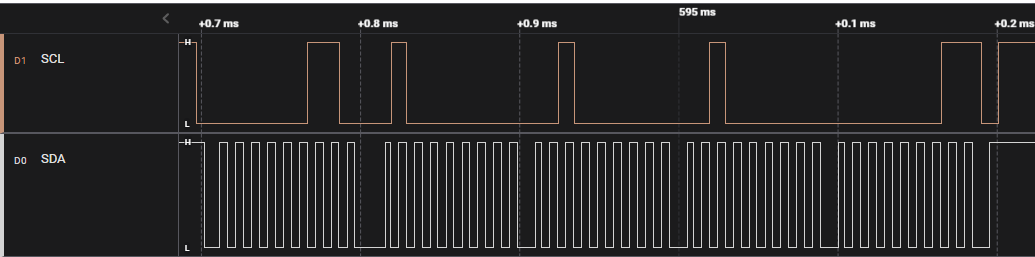 595 ms
+0.7 ms +0.8 ms +0.9 ms +0.1 ms +0.2 ms
D1 SCL
H
L
D0 SDA
H
L